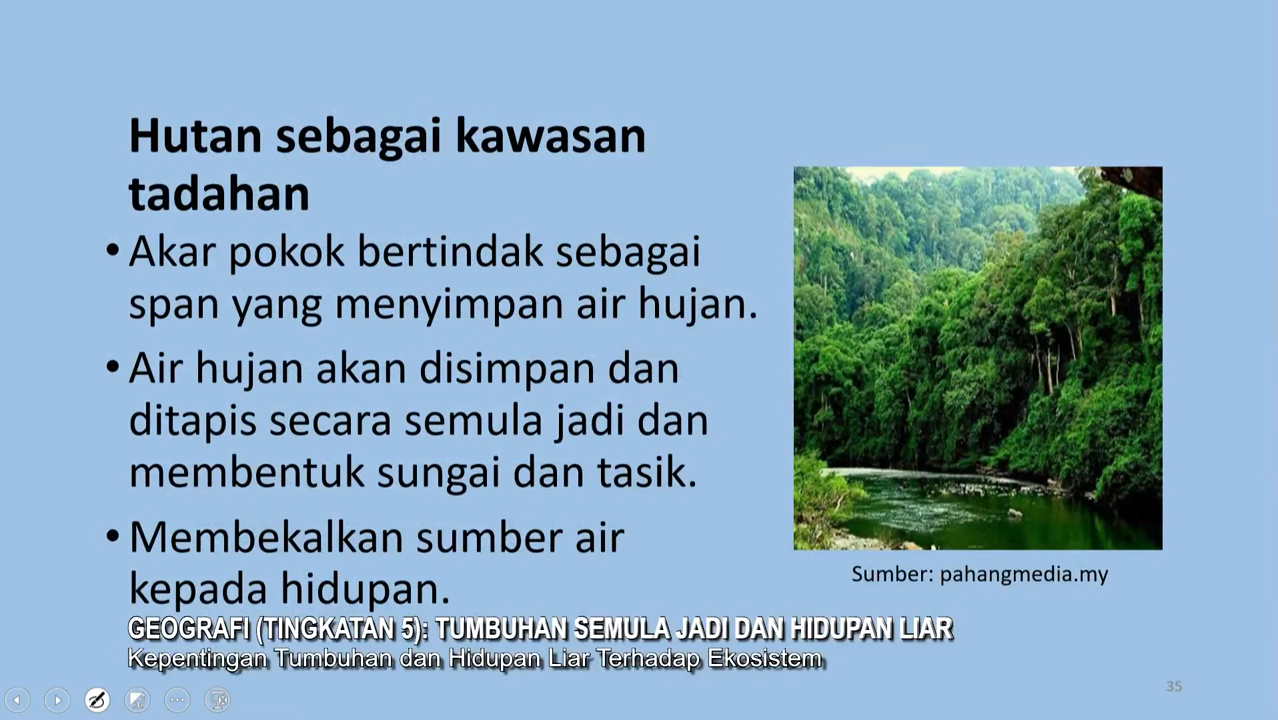 Hutan sebagai kawasan
tadahan
• Akar pokok bertindak sebagai
span yang menyimpan air hujan.
• Air hujan akan disimpan dan
ditapis secara semula jadi dan
membentuk sungai dan tasik.
• Membekalkan sumber air
kepada hidupan.
Sumber: pahangmedia.my
GEOGRAFI (TINGKATAN 5): TUMBUHAN SEMULA JADI DAN HIDUPAN LIAR
Kepentingan Tumbuhan dan Hidupan Liar Terhadap Ekosistem
35